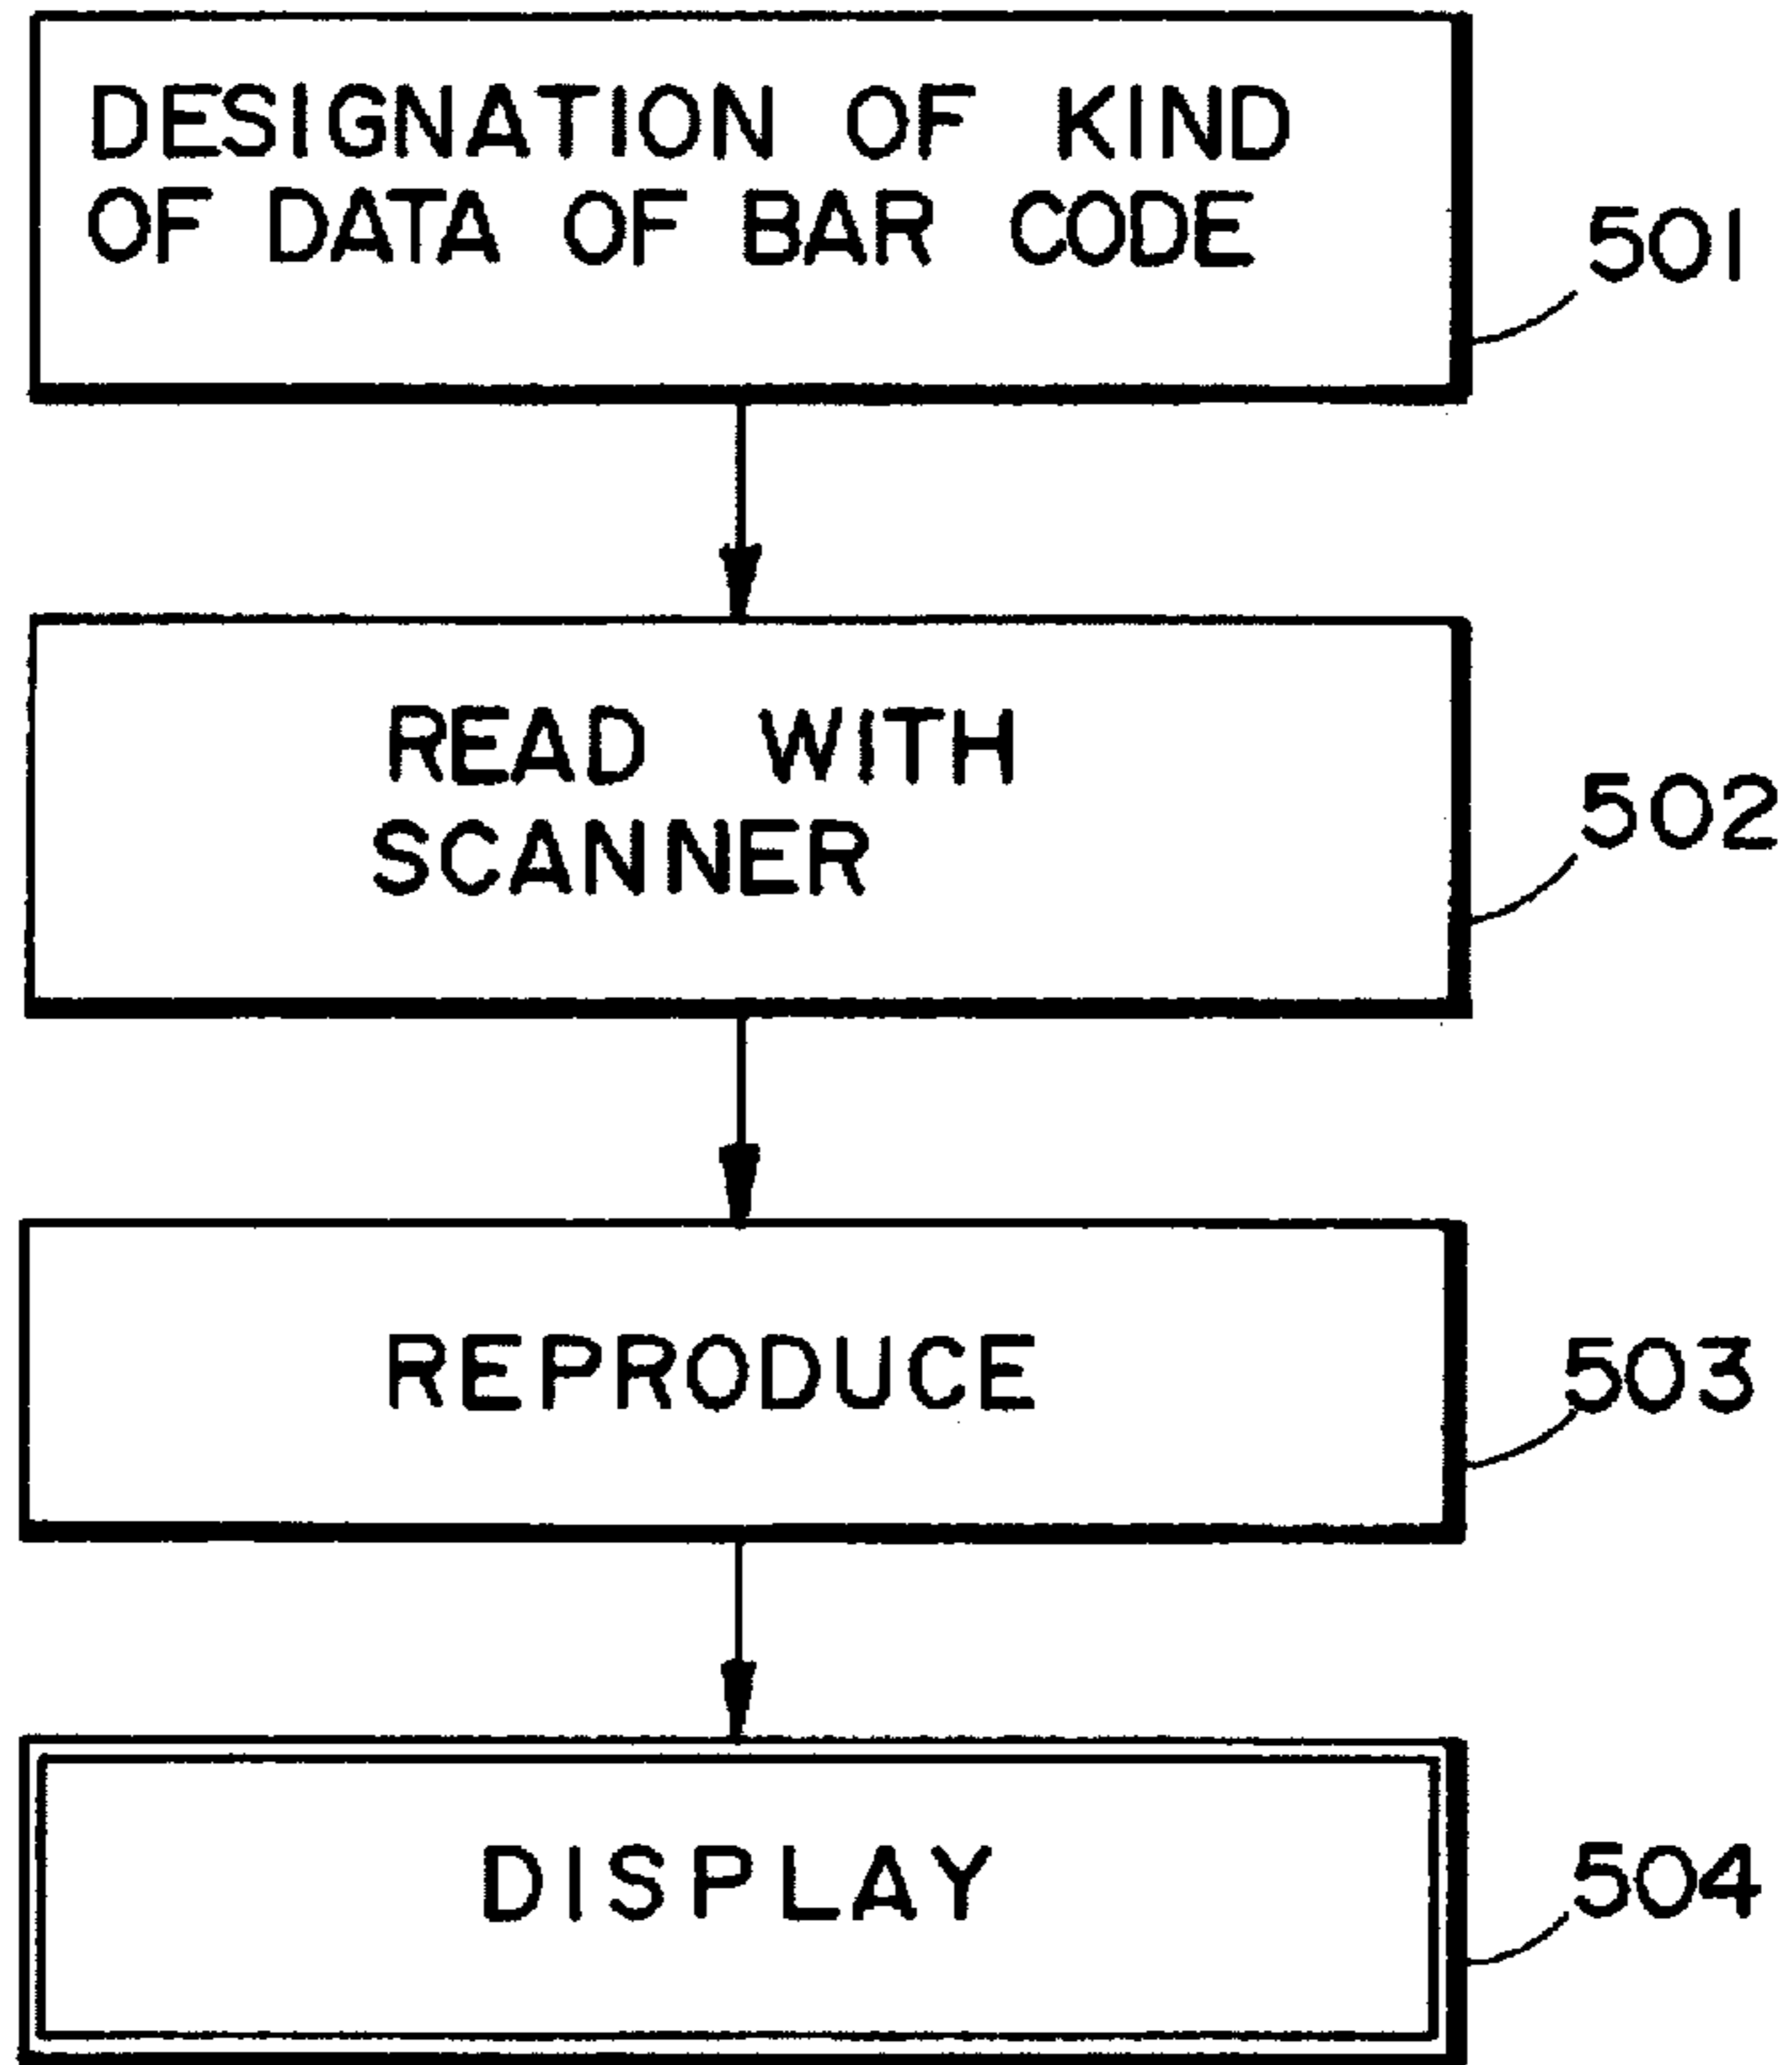 DESIGNATION OF KIND
OF DATA OF BAR CODE
501
READ WITH
SCANNER
502
REPRODUCE
503
DISPLAY
504